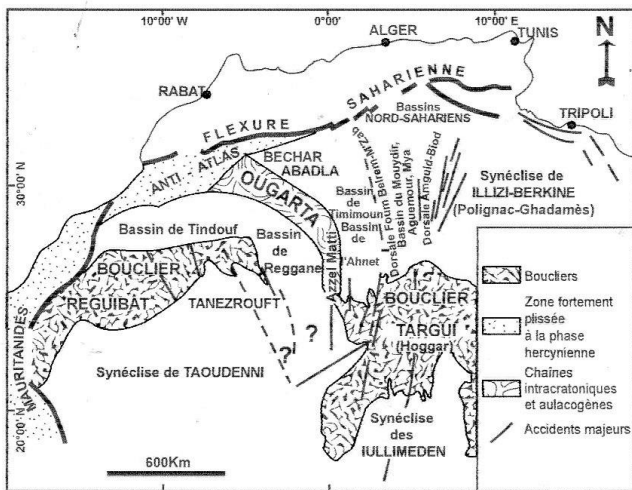 10°00' W
0°00'
10°00' E
ALGER
TUNIS
N
RABAT
TRIPOLI
FLEXURE SAHARIENNE
Bassins
NORD-SAHARIENS
ANTI - ATLAS
BECHAR
ABADLA
OUGARTA
30°00' N
Bassin de Tindouf
Bassin
de
Reggane
Bassin
de
Timimoun
Bassin de
l'Ahnet
Azzel Matti
Dorsale Foum Belrem-M'Zab
Bassin du Mouydir,
Aguemour, Mya
Dorsale Amguid-Biod
Synéclise de
ILLIZI-BERKINE
(Polignac-Ghadamès)
BOUCLIER
REGUIBAT
TANEZROUFT
BOUCLIER
TARGUI
(Hoggar)
?
?
MAURITANIDES
Synéclise de TAOUDENNI
20°00' N
Synéclise
des
IULLIMEDEN
600Km
Boucliers
Zone fortement
plissée
à la phase
hercynienne
Chaînes
intracratoniques
et aulacogènes
Accidents majeurs